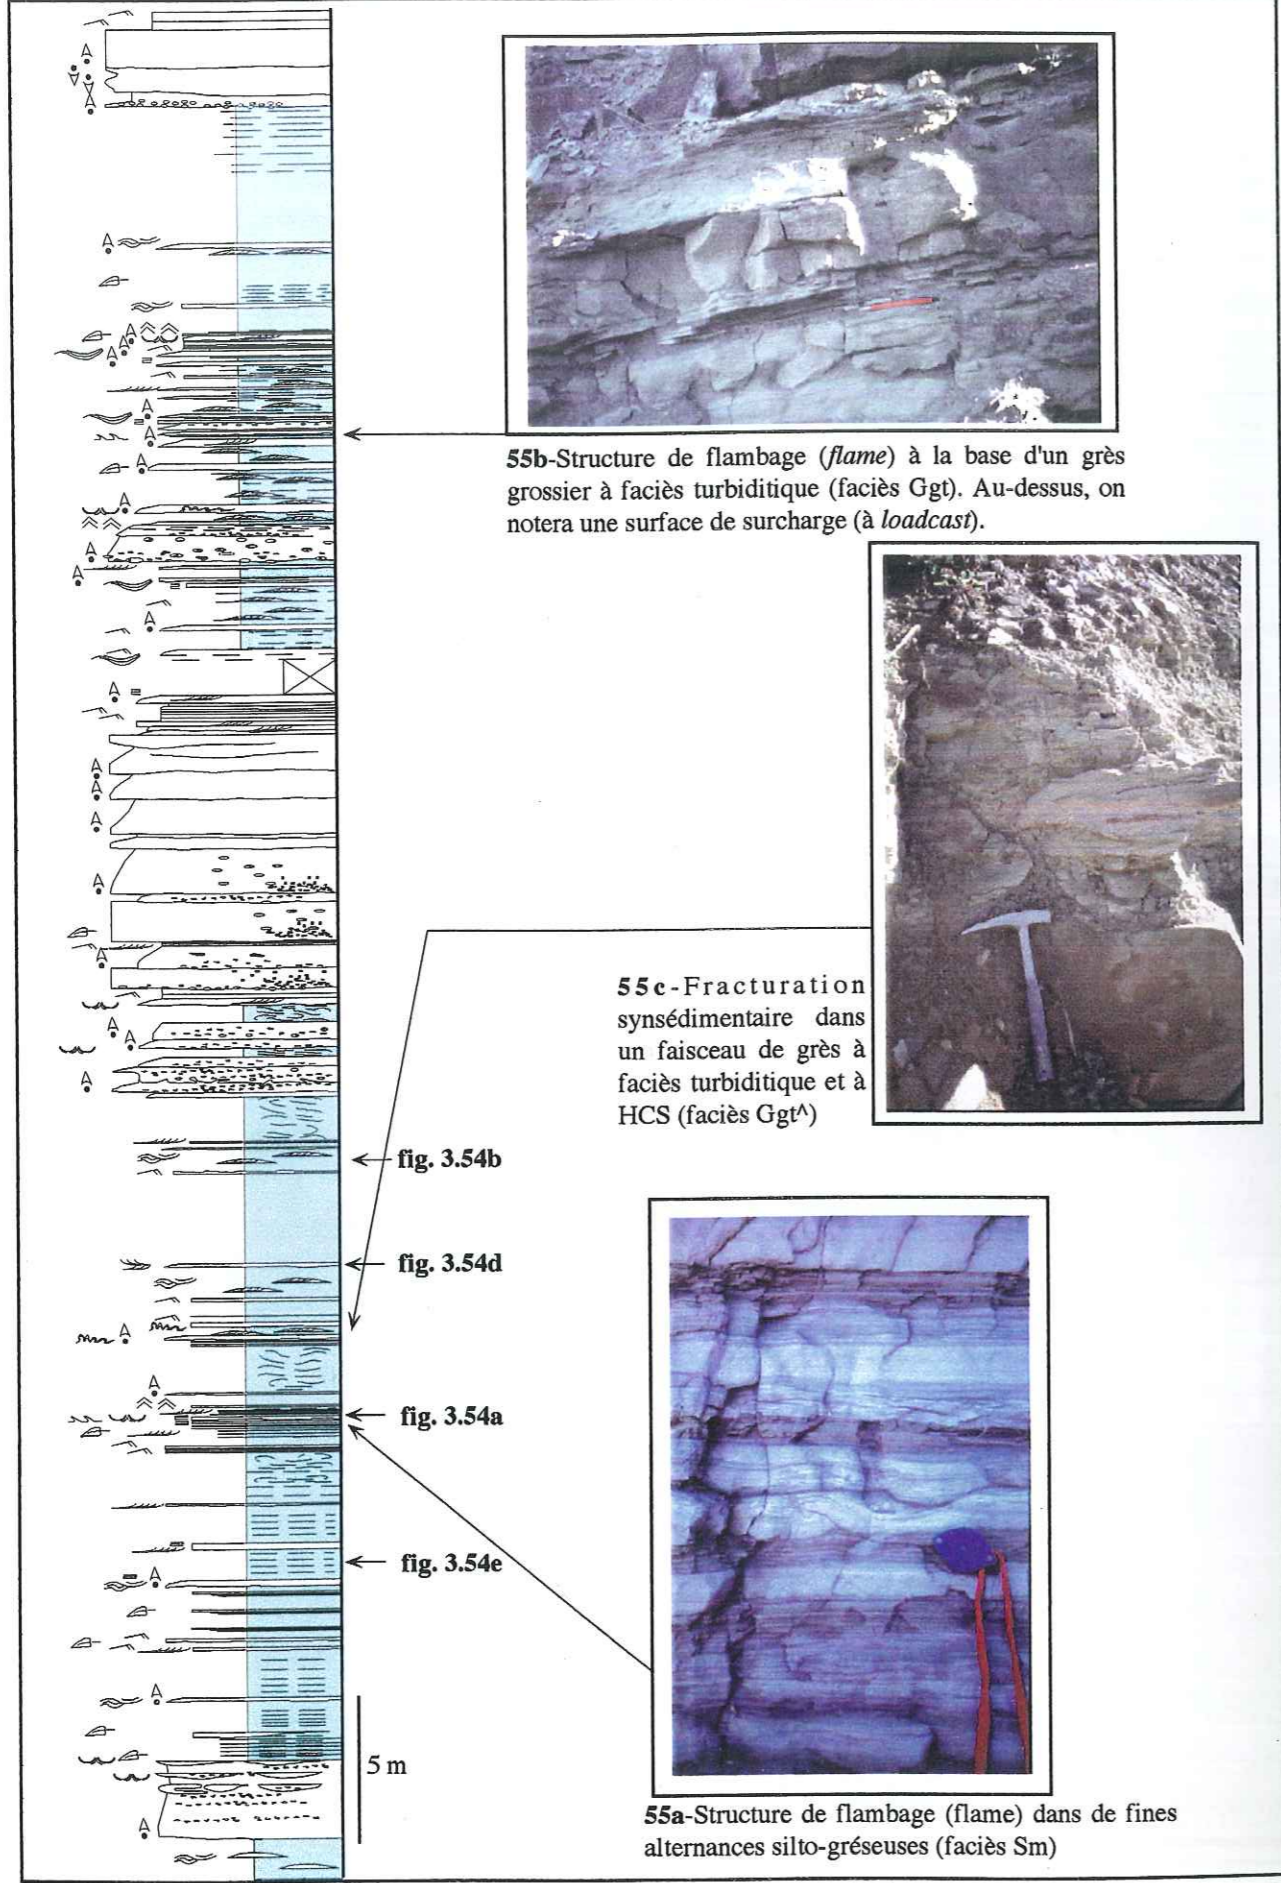 55b-Structure de flambage (flame) à la base d'un grès
grossier à faciès turbiditique (faciès Ggt). Au-dessus, on
notera une surface de surcharge (à loadcast).
55c-Fracturation
synsédimentaire dans
un faisceau de grès à
faciès turbiditique et à
HCS (faciès Ggt^)
fig. 3.54b
fig. 3.54d
fig. 3.54a
fig. 3.54e
5 m
55a-Structure de flambage (flame) dans de fines
alternances silto-gréseuses (faciès Sm)